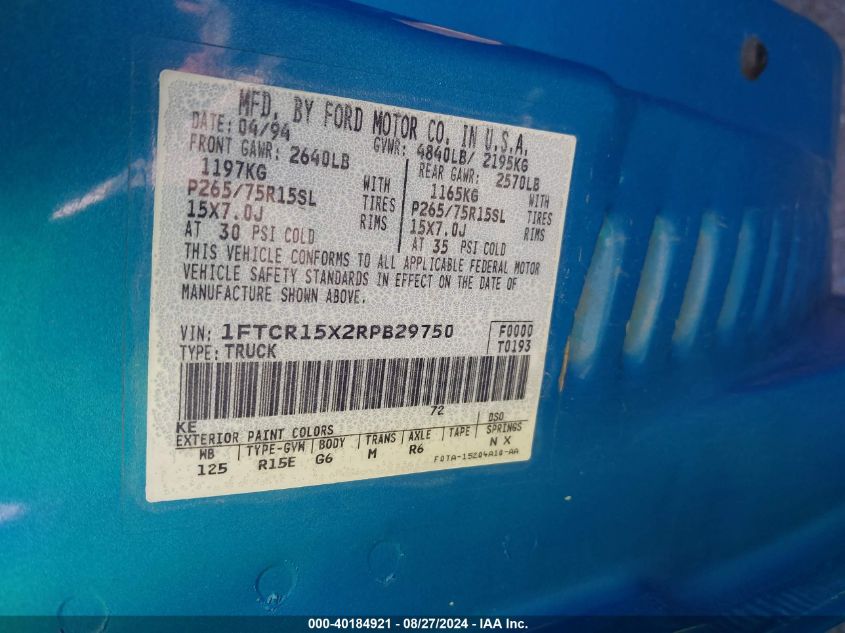 MFD. BY FORD MOTOR CO. IN U.S.A.
DATE: 04/94 GVWR: 4840LB/ 2195KG
FRONT GAWR: 2640LB REAR GAWR: 2570LB
1197KG WITH 1165KG WITH
P265/75R15SL TIRES P265/75R15SL TIRES
15X7.0J RIMS 15X7.0J RIMS
AT 30 PSI COLD AT 35 PSI COLD
THIS VEHICLE CONFORMS TO ALL APPLICABLE FEDERAL MOTOR
VEHICLE SAFETY STANDARDS IN EFFECT ON THE DATE OF
MANUFACTURE SHOWN ABOVE.
VIN: 1FTCR15X2RPB29750 F0000
TYPE: TRUCK T0193
KE 72 DSO
EXTERIOR PAINT COLORS
WB TYPE-GVW BODY TRANS AXLE TAPE SPRINGS
125 R15E G6 M R6 N X
F0TA-15204A10-AA
000-40184921 - 08/27/2024 - IAA Inc.